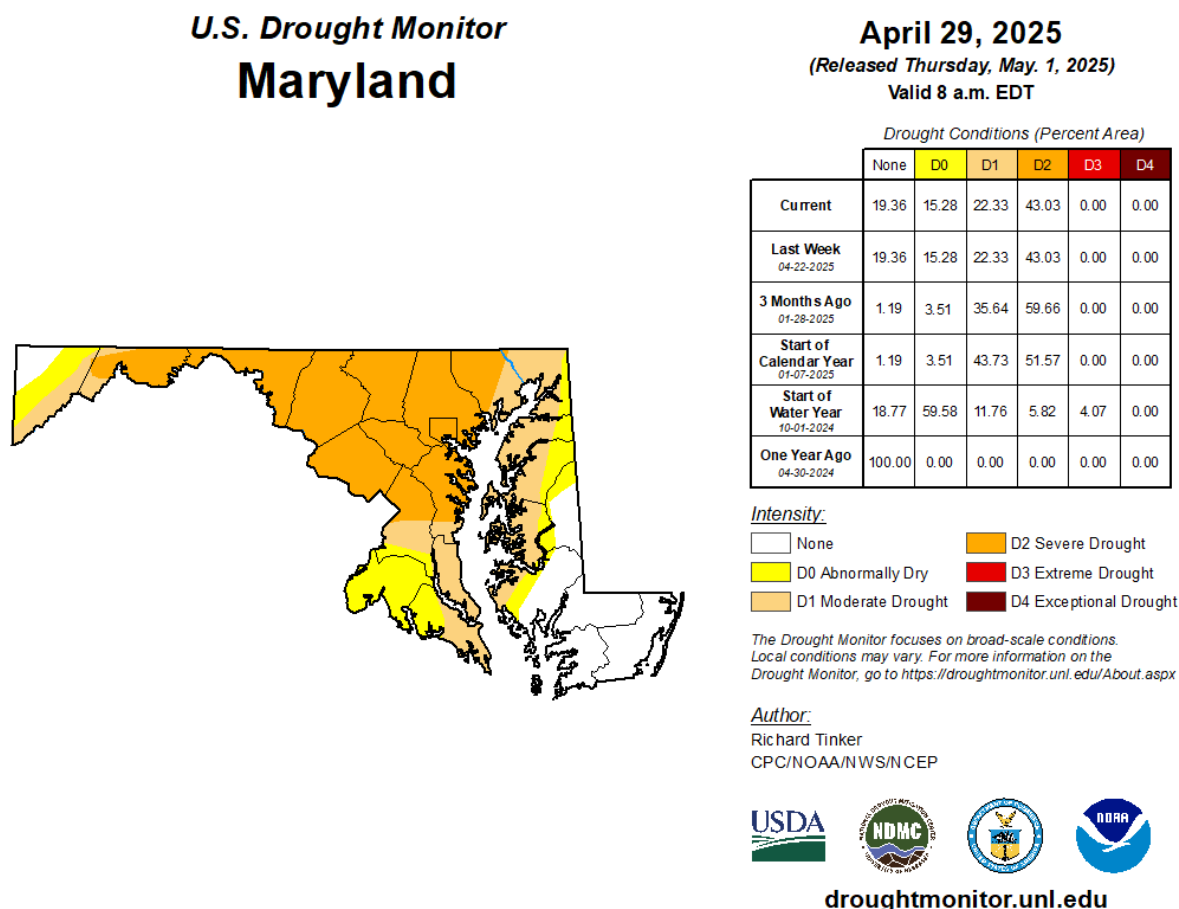 U.S. Drought Monitor
Maryland
April 29, 2025
(Released Thursday, May. 1, 2025)
Valid 8 a.m. EDT
Drought Conditions (Percent Area)
None D0 D1 D2 D3 D4
Current 19.36 15.28 22.33 43.03 0.00 0.00
Last Week
04-22-2025 19.36 15.28 22.33 43.03 0.00 0.00
3 Months Ago
01-28-2025 1.19 3.51 35.64 59.66 0.00 0.00
Start of
Calendar Year
01-07-2025 1.19 3.51 43.73 51.57 0.00 0.00
Start of
Water Year
10-01-2024 18.77 59.58 11.76 5.82 4.07 0.00
One Year Ago
04-30-2024 100.00 0.00 0.00 0.00 0.00 0.00
Intensity:
None
D0 Abnormally Dry
D1 Moderate Drought
D2 Severe Drought
D3 Extreme Drought
D4 Exceptional Drought
The Drought Monitor focuses on broad-scale conditions.
Local conditions may vary. For more information on the
Drought Monitor, go to https://droughtmonitor.unl.edu/About.aspx
Author:
Richard Tinker
CPC/NOAA/NWS/NCEP
USDA
NDMC
NOAA
droughtmonitor.unl.edu